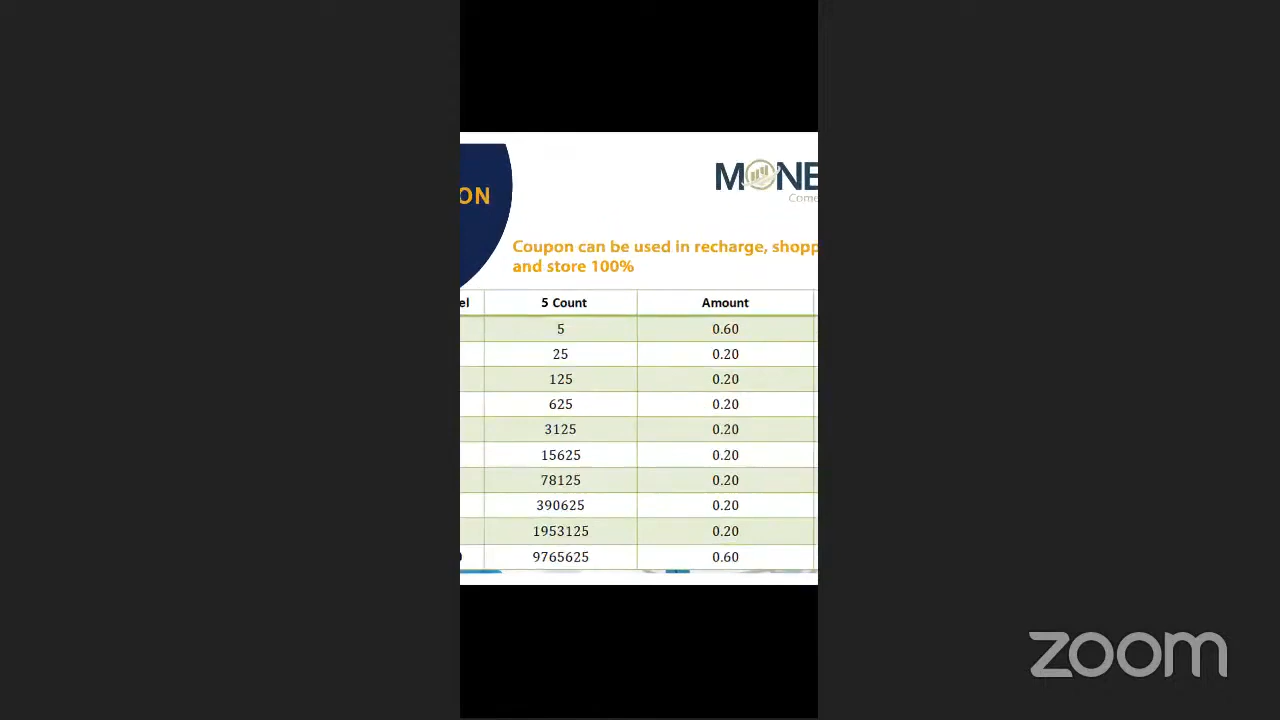 ON
MONE
Come
Coupon can be used in recharge, shopp
and store 100%
el 5 Count Amount
5 0.60
25 0.20
125 0.20
625 0.20
3125 0.20
15625 0.20
78125 0.20
390625 0.20
1953125 0.20
0 9765625 0.60
zoom